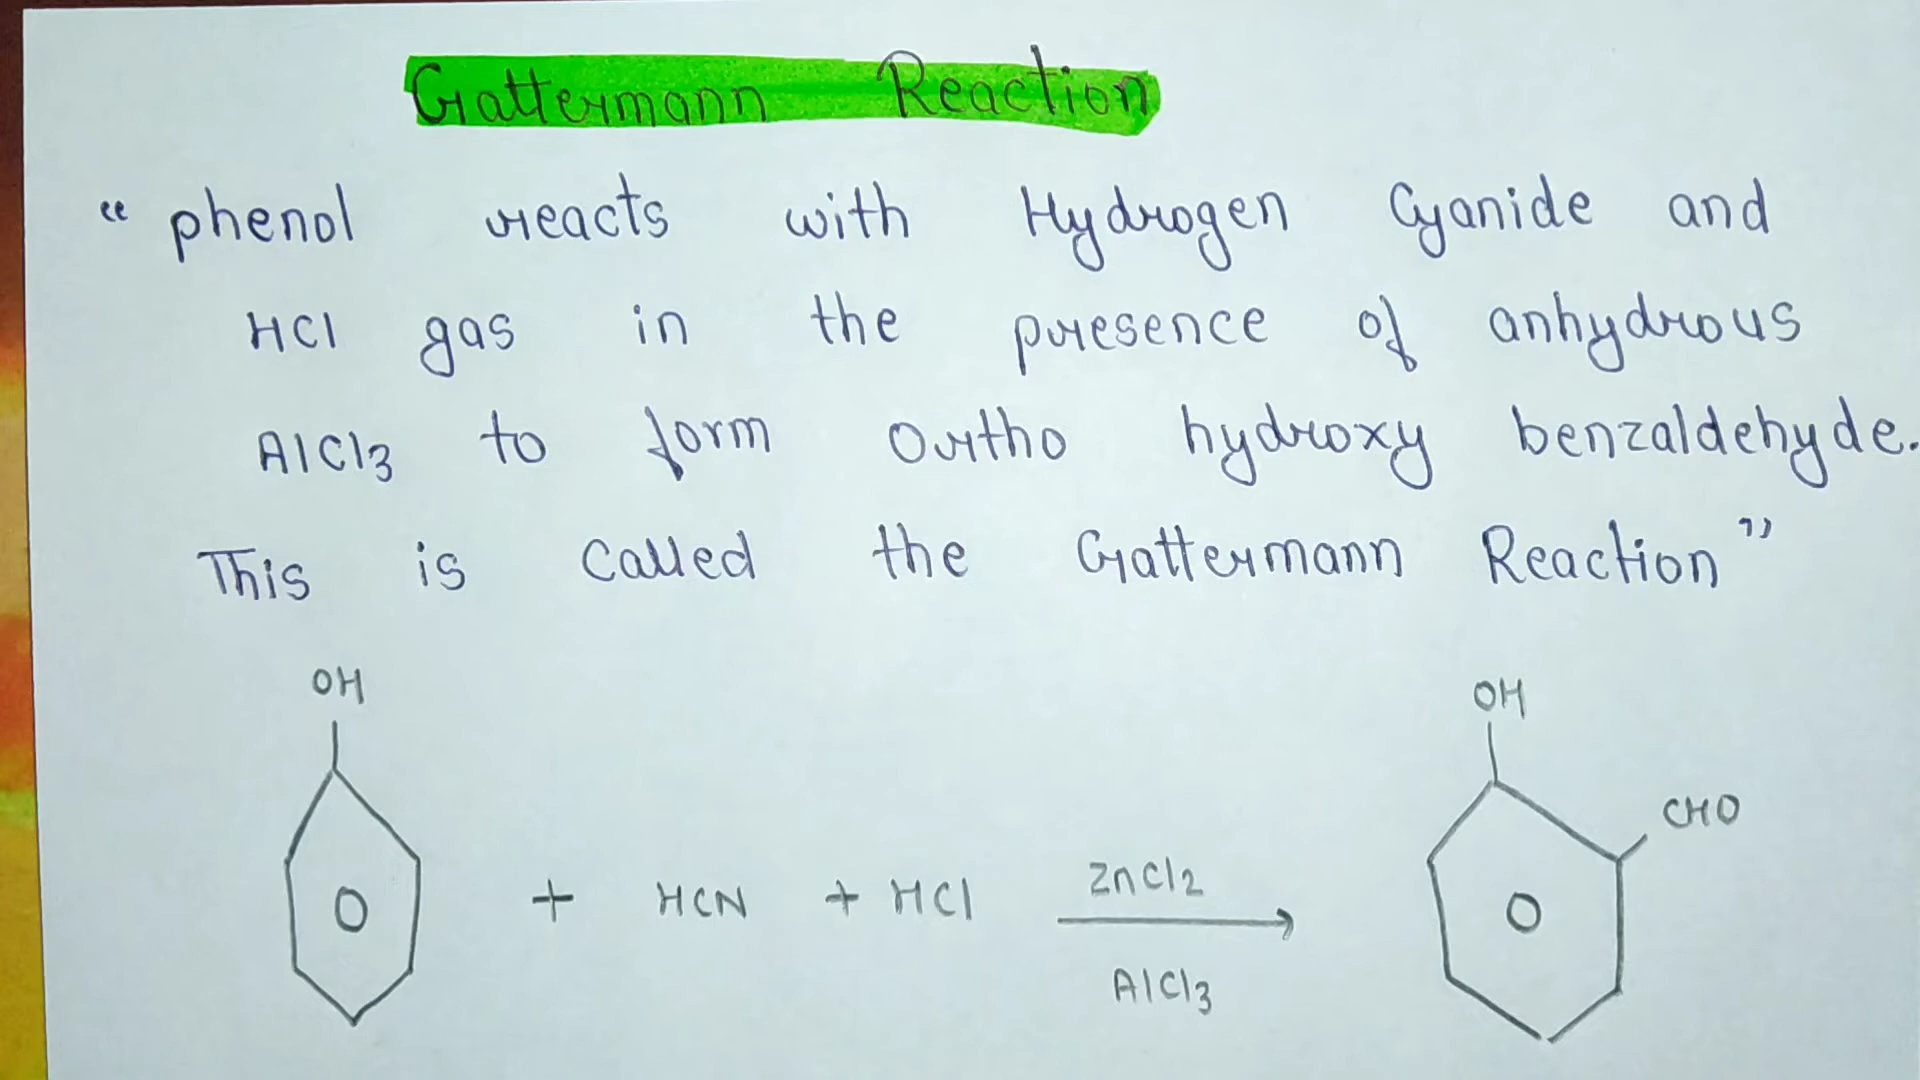 Gattermann Reaction
“ phenol reacts with Hydrogen Cyanide and
HCl gas in the presence of anhydrous
AlCl3 to form Ortho hydroxy benzaldehyde.
This is Called the Gattermann Reaction ”
OH
OH
CHO
+ HCN + HCl
ZnCl2
AlCl3